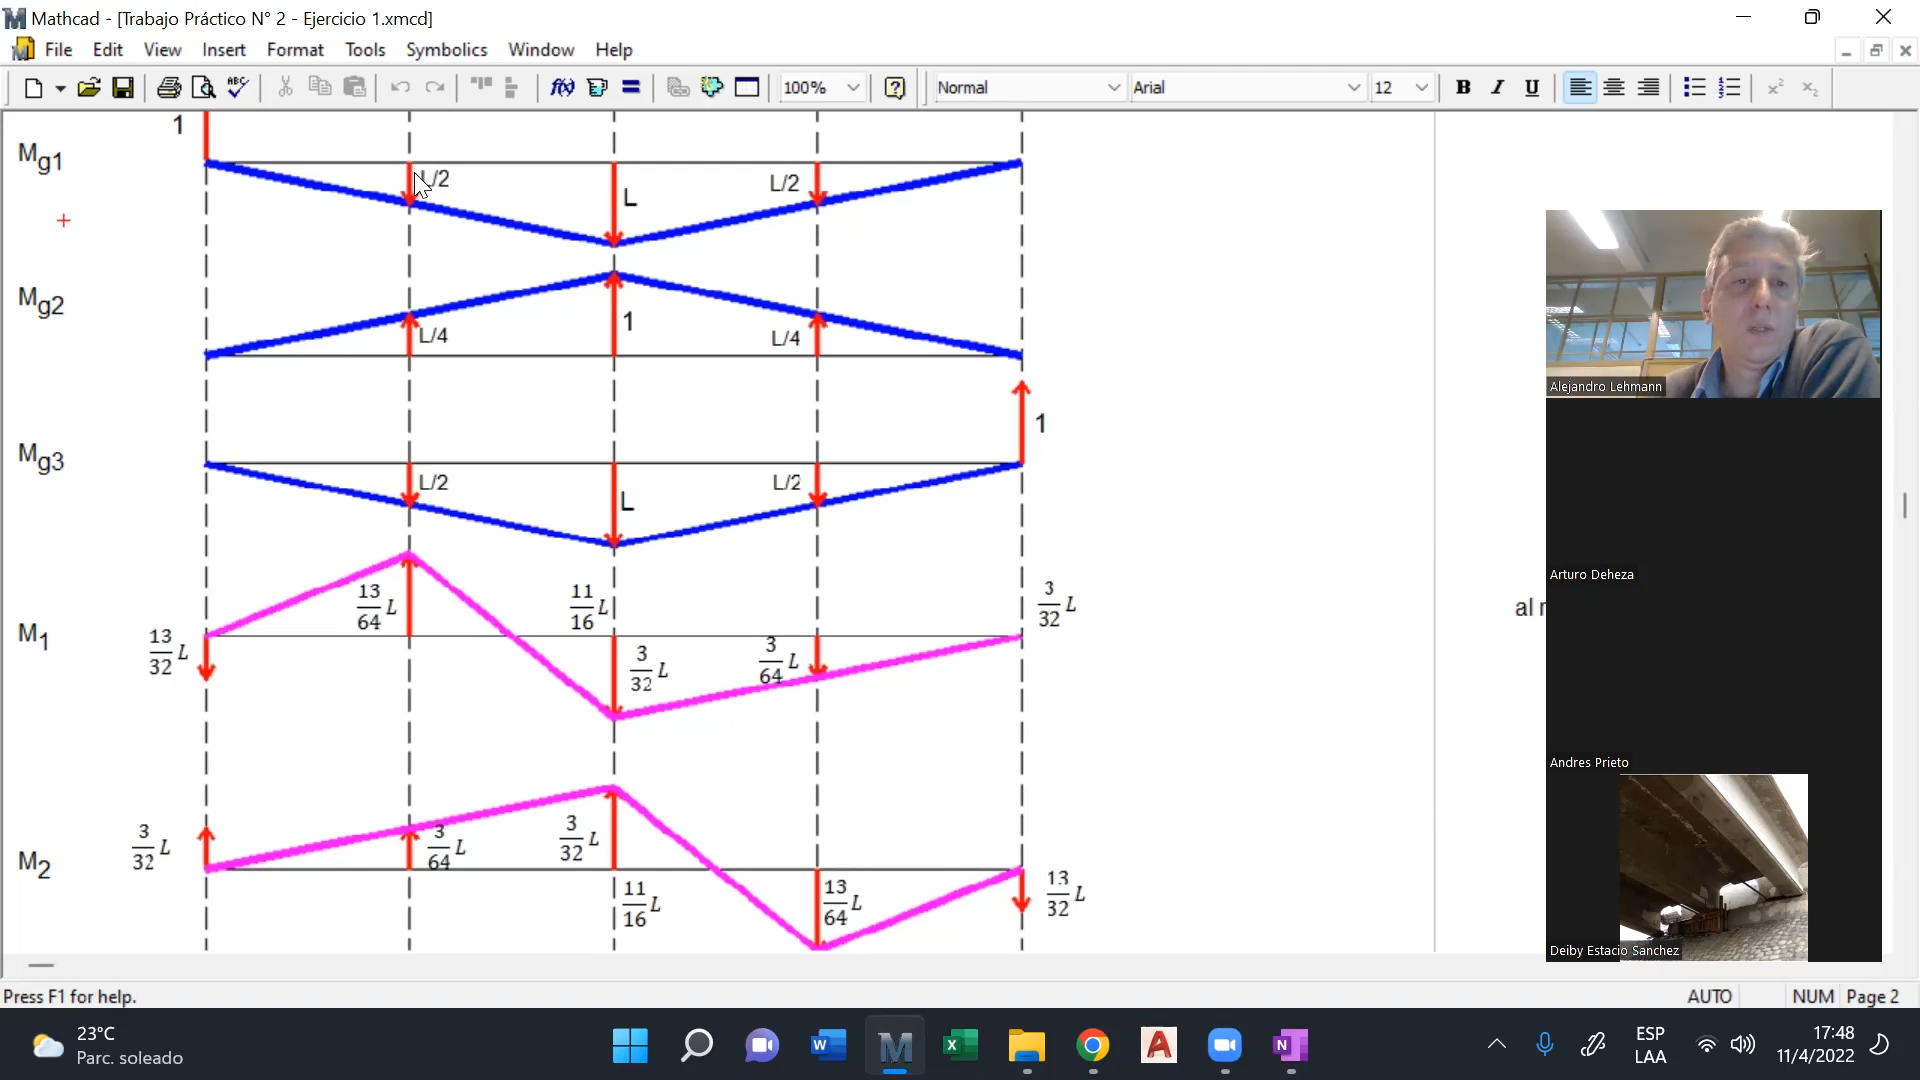 Mathcad - [Trabajo Práctico N° 2 - Ejercicio 1.xmcd]
File Edit View Insert Format Tools Symbolics Window Help
100% Normal Arial 12 B I U
1
Mg1
L/2
L
L/2
Mg2
L/4
1
L/4
Mg3
L/2
L
L/2
1
M1
13/32 L
13/64 L
11/16 L
3/32 L
3/64 L
3/32 L
M2
3/32 L
3/64 L
3/32 L
11/16 L
13/64 L
13/32 L
Alejandro Lehmann
Arturo Deheza
Andres Prieto
Deiby Estacio Sanchez
Press F1 for help.
AUTO NUM Page 2
23°C
Parc. soleado
ESP
LAA
17:48
11/4/2022